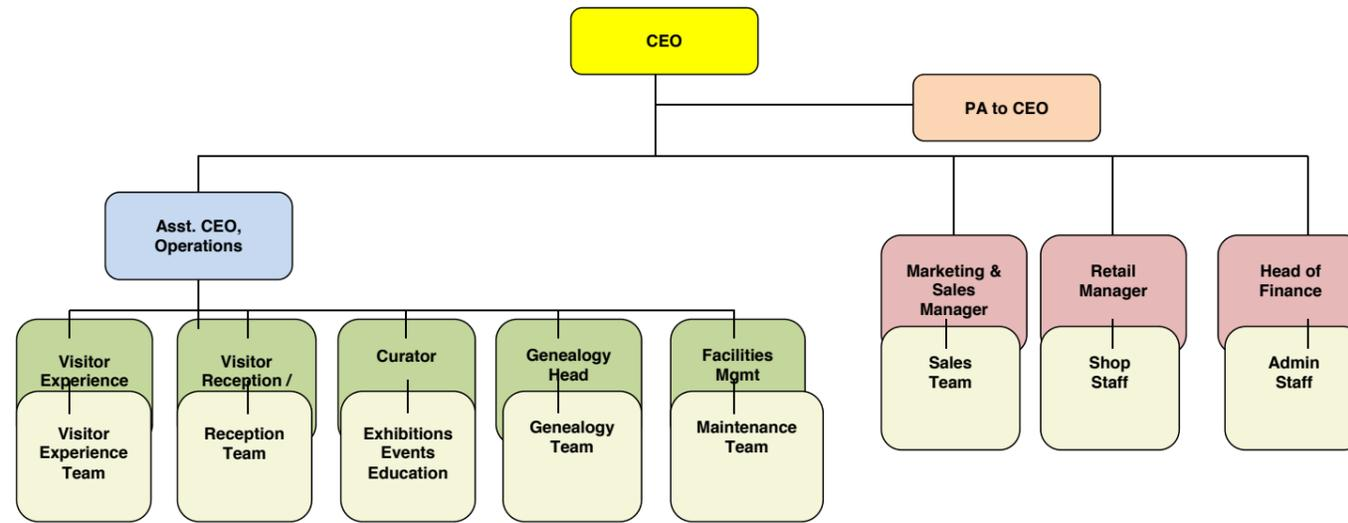 CEO
PA to CEO
Asst. CEO,
Operations
Marketing &
Sales
Manager
Retail
Manager
Head of
Finance
Sales
Team
Shop
Staff
Admin
Staff
Visitor
Experience
Visitor
Reception /
Curator
Genealogy
Head
Facilities
Mgmt
Visitor
Experience
Team
Reception
Team
Exhibitions
Events
Education
Genealogy
Team
Maintenance
Team